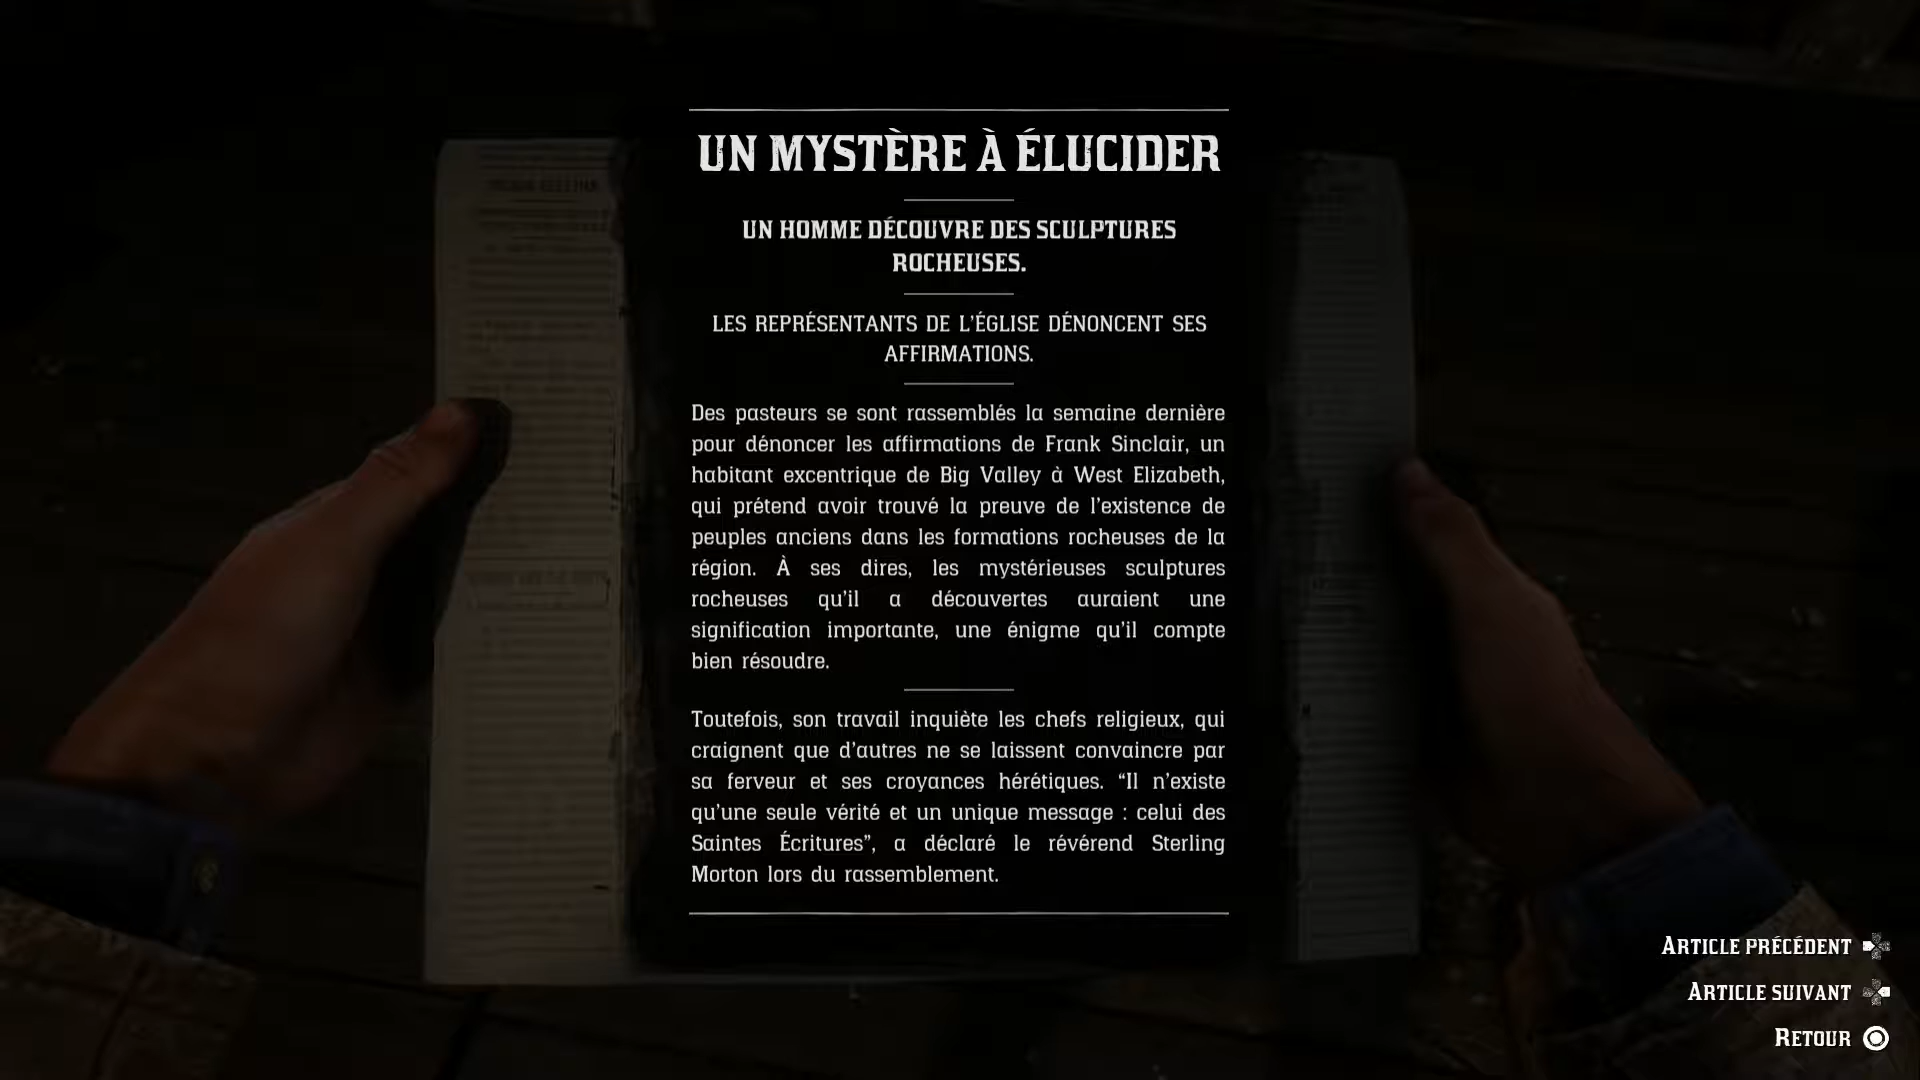 UN MYSTÈRE À ÉLUCIDER
UN HOMME DÉCOUVRE DES SCULPTURES
ROCHEUSES.
LES REPRÉSENTANTS DE L'ÉGLISE DÉNONCENT SES
AFFIRMATIONS.
Des pasteurs se sont rassemblés la semaine dernière
pour dénoncer les affirmations de Frank Sinclair, un
habitant excentrique de Big Valley à West Elizabeth,
qui prétend avoir trouvé la preuve de l'existence de
peuples anciens dans les formations rocheuses de la
région. À ses dires, les mystérieuses sculptures
rocheuses qu'il a découvertes auraient une
signification importante, une énigme qu'il compte
bien résoudre.
Toutefois, son travail inquiète les chefs religieux, qui
craignent que d'autres ne se laissent convaincre par
sa ferveur et ses croyances hérétiques. “Il n'existe
qu'une seule vérité et un unique message : celui des
Saintes Écritures”, a déclaré le révérend Sterling
Morton lors du rassemblement.
ARTICLE PRÉCÉDENT
ARTICLE SUIVANT
RETOUR